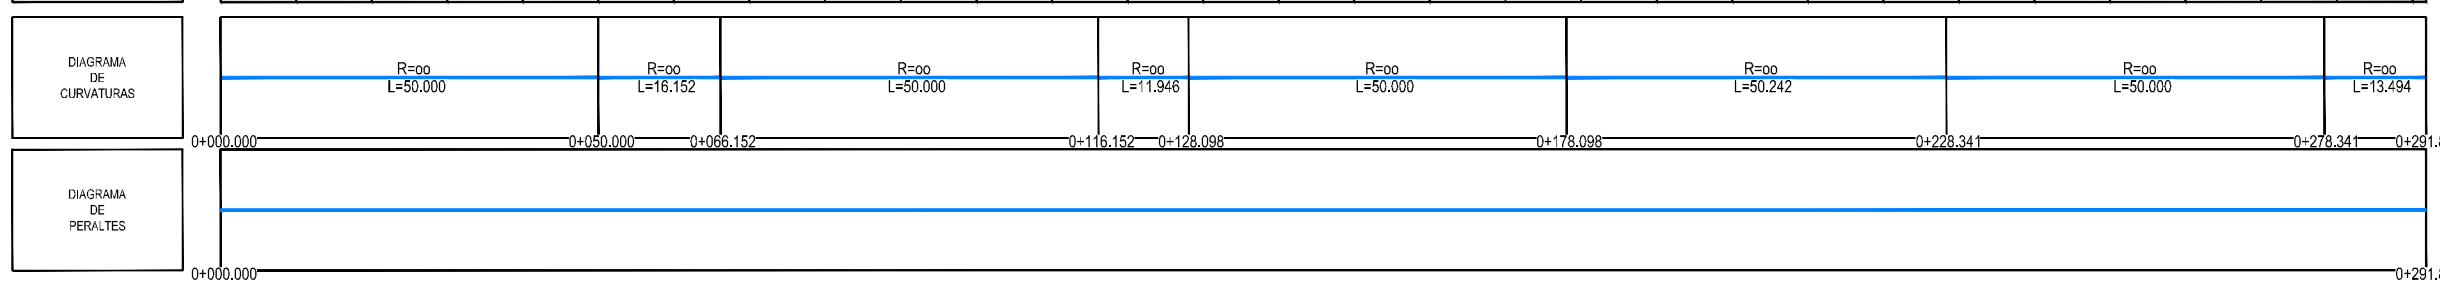 DIAGRAMA
DE
CURVATURAS
R=oo
L=50.000
R=oo
L=16.152
R=oo
L=50.000
R=oo
L=11.946
R=oo
L=50.000
R=oo
L=50.242
R=oo
L=50.000
R=oo
L=13.494
0+000.000 0+050.000 0+066.152 0+116.152 0+128.098 0+178.098 0+228.341 0+278.341
DIAGRAMA
DE
PERALTES
0+000.000